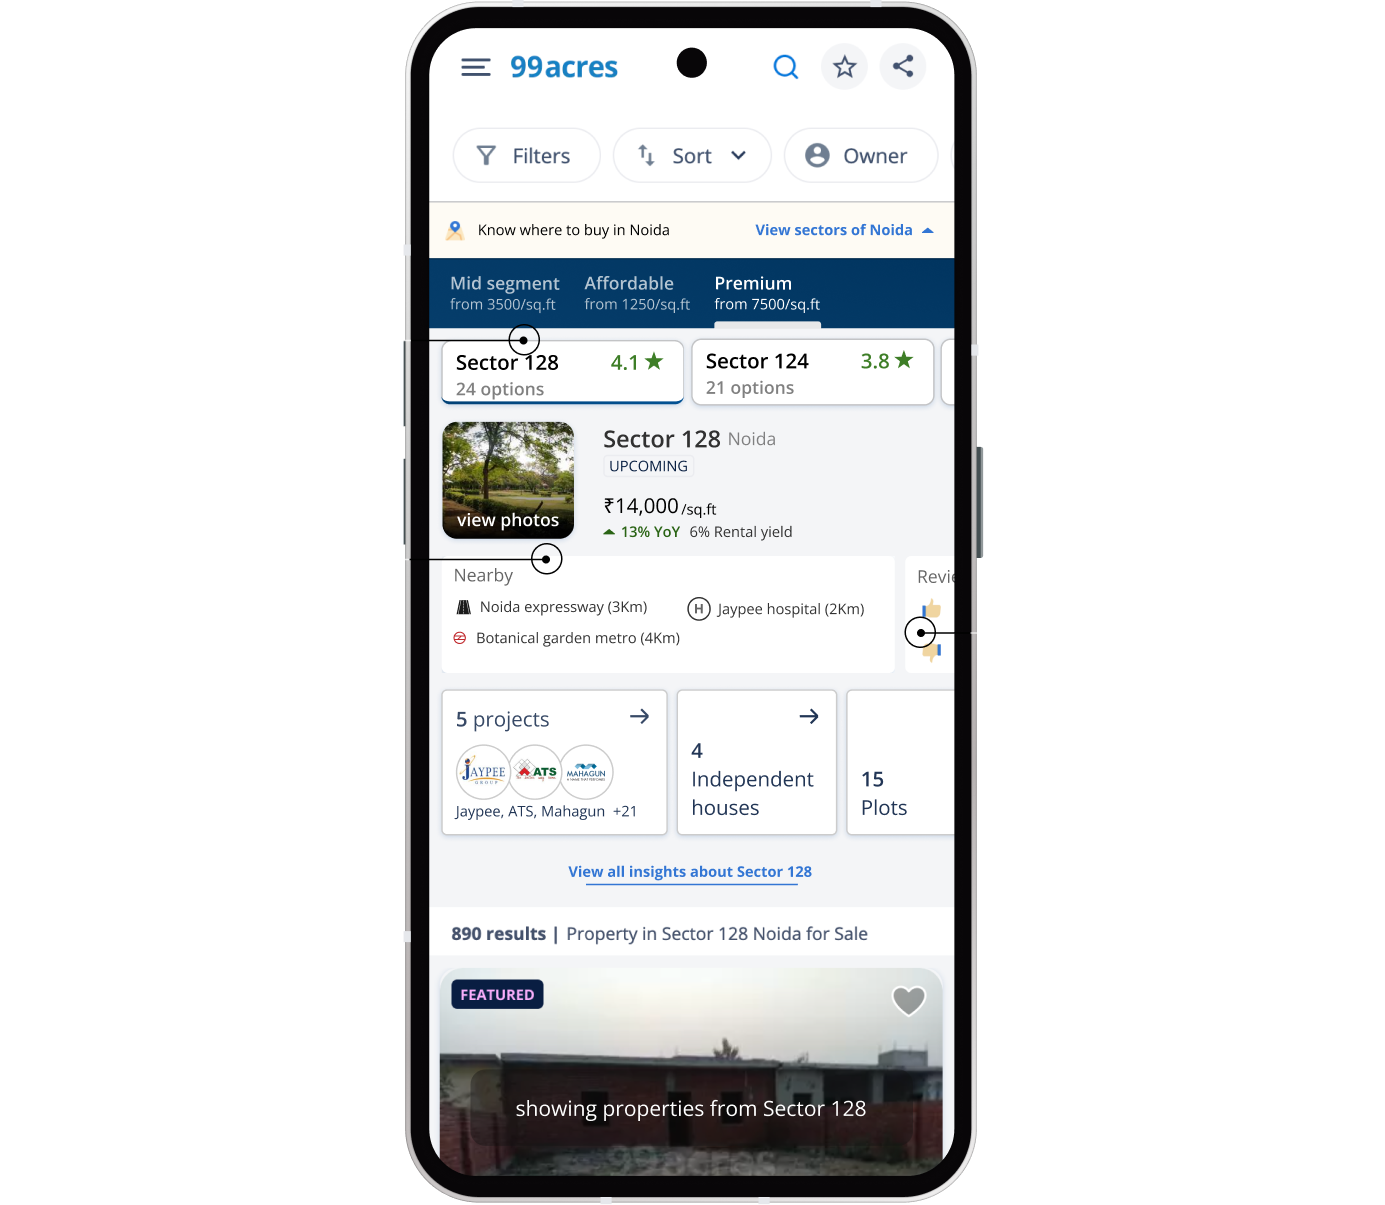 99acres
Filters
Sort
Owner
Know where to buy in Noida
View sectors of Noida
Mid segment
from 3500/sq.ft
Affordable
from 1250/sq.ft
Premium
from 7500/sq.ft
Sector 128
4.1
24 options
Sector 124
3.8
21 options
view photos
Sector 128 Noida
UPCOMING
₹14,000/sq.ft
13% YoY 6% Rental yield
Nearby
Noida expressway (3Km)
H Jaypee hospital (2Km)
Botanical garden metro (4Km)
5 projects
JAYPEE
GROUP
ATS
MAHAGUN
Jaypee, ATS, Mahagun +21
4
Independent
houses
15
Plots
View all insights about Sector 128
890 results | Property in Sector 128 Noida for Sale
FEATURED
showing properties from Sector 128
99acres